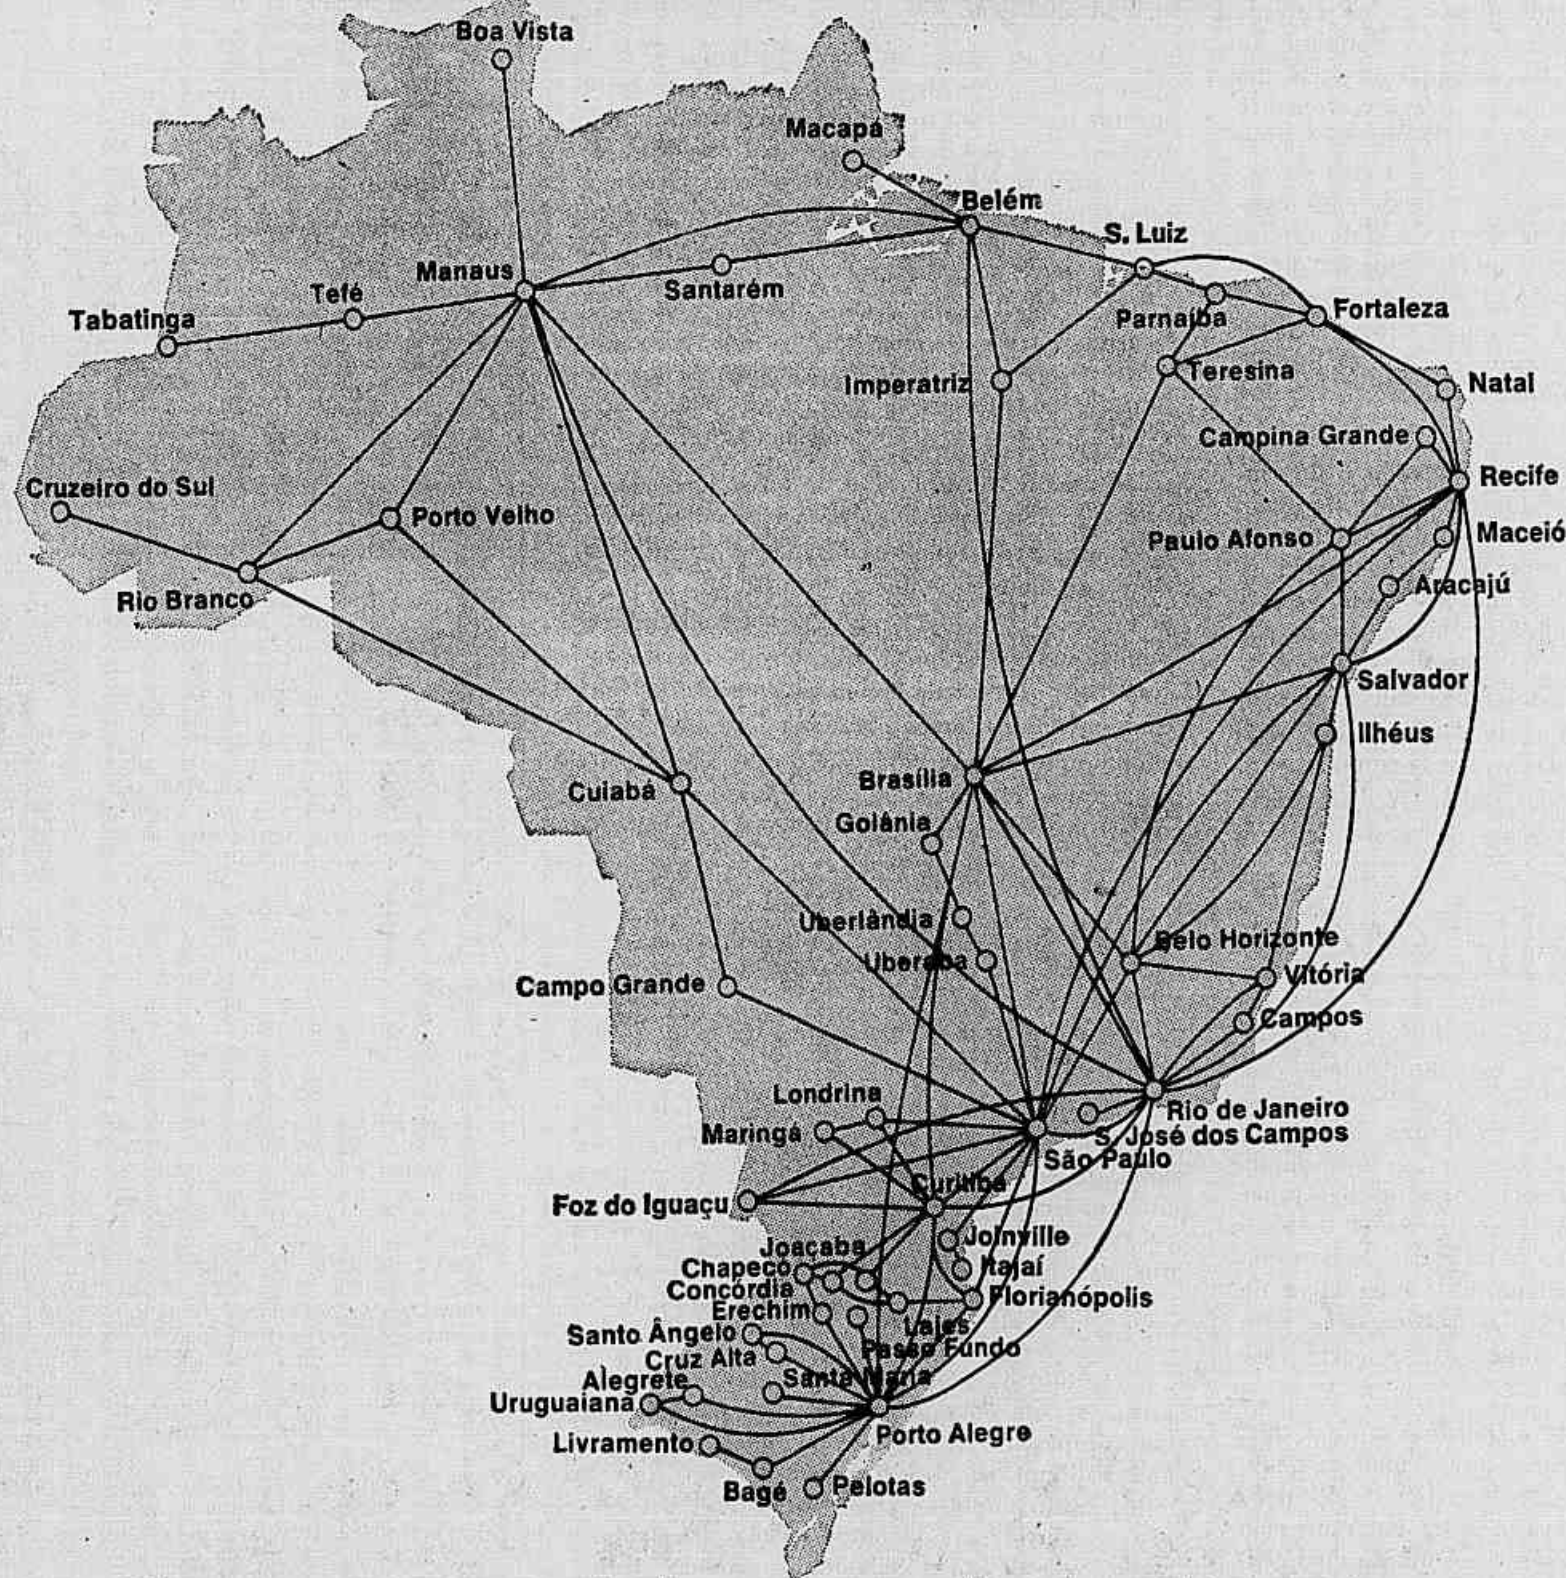 Boa Vista
Macapá
Belém
S. Luiz
Manaus
Santarém
Tefé
Tabatinga
Parnaíba
Fortaleza
Imperatriz
Teresina
Natal
Campina Grande
Recife
Cruzeiro do Sul
Porto Velho
Paulo Afonso
Maceió
Aracajú
Rio Branco
Salvador
Ilhéus
Brasília
Cuiabá
Goiânia
Uberlândia
Belo Horizonte
Uberaba
Vitória
Campo Grande
Campos
Londrina
Rio de Janeiro
Maringá
S. José dos Campos
São Paulo
Curitiba
Foz do Iguaçu
Joinville
Joaçaba
Chapecó
Itajaí
Concórdia
Florianópolis
Erechim
Lajes
Santo Ângelo
Passo Fundo
Cruz Alta
Santa Maria
Alegrete
Uruguaiana
Porto Alegre
Livramento
Bagé
Pelotas